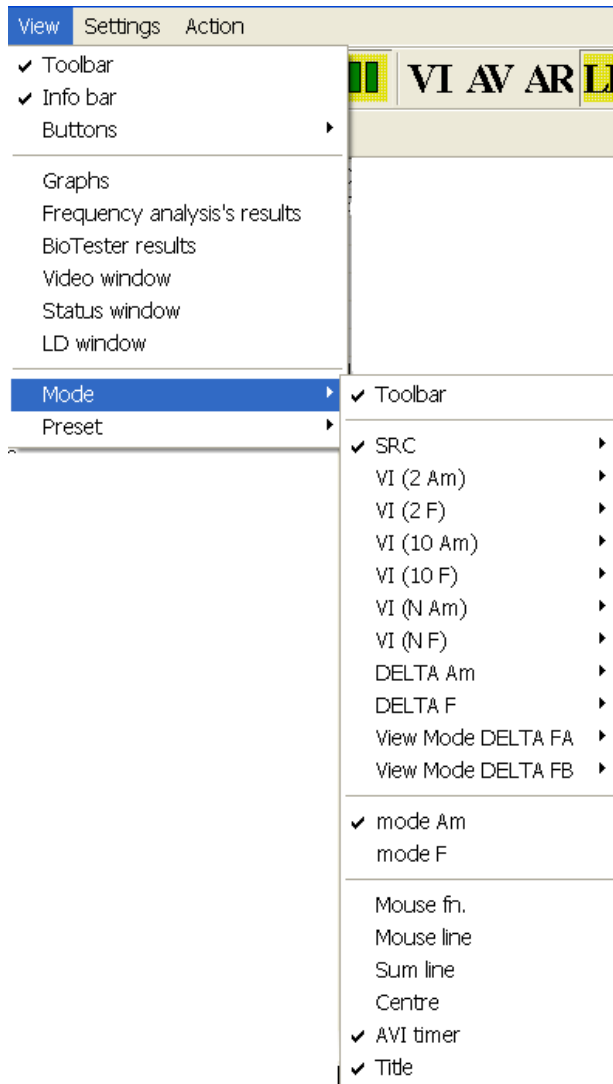 View Settings Action
Toolbar
Info bar
Buttons
VI AV AR
Graphs
Frequency analysis's results
BioTester results
Video window
Status window
LD window
Mode
Preset
Toolbar
SRC
VI (2 Am)
VI (2 F)
VI (10 Am)
VI (10 F)
VI (N Am)
VI (N F)
DELTA Am
DELTA F
View Mode DELTA FA
View Mode DELTA FB
mode Am
mode F
Mouse fn.
Mouse line
Sum line
Centre
AVI timer
Title